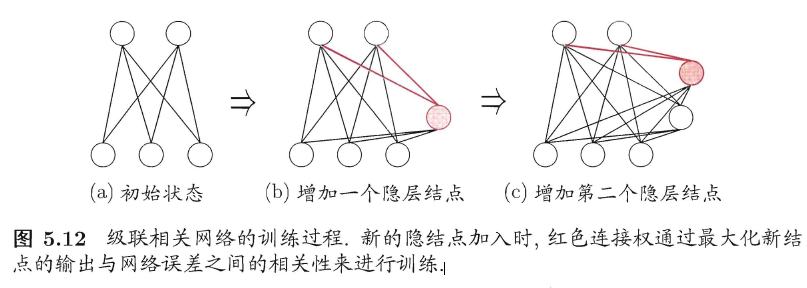 (a) 初始状态
(b) 增加一个隐层结点
(c) 增加第二个隐层结点
图 5.12 级联相关网络的训练过程. 新的隐结点加入时, 红色连接权通过最大化新结
点的输出与网络误差之间的相关性来进行训练.